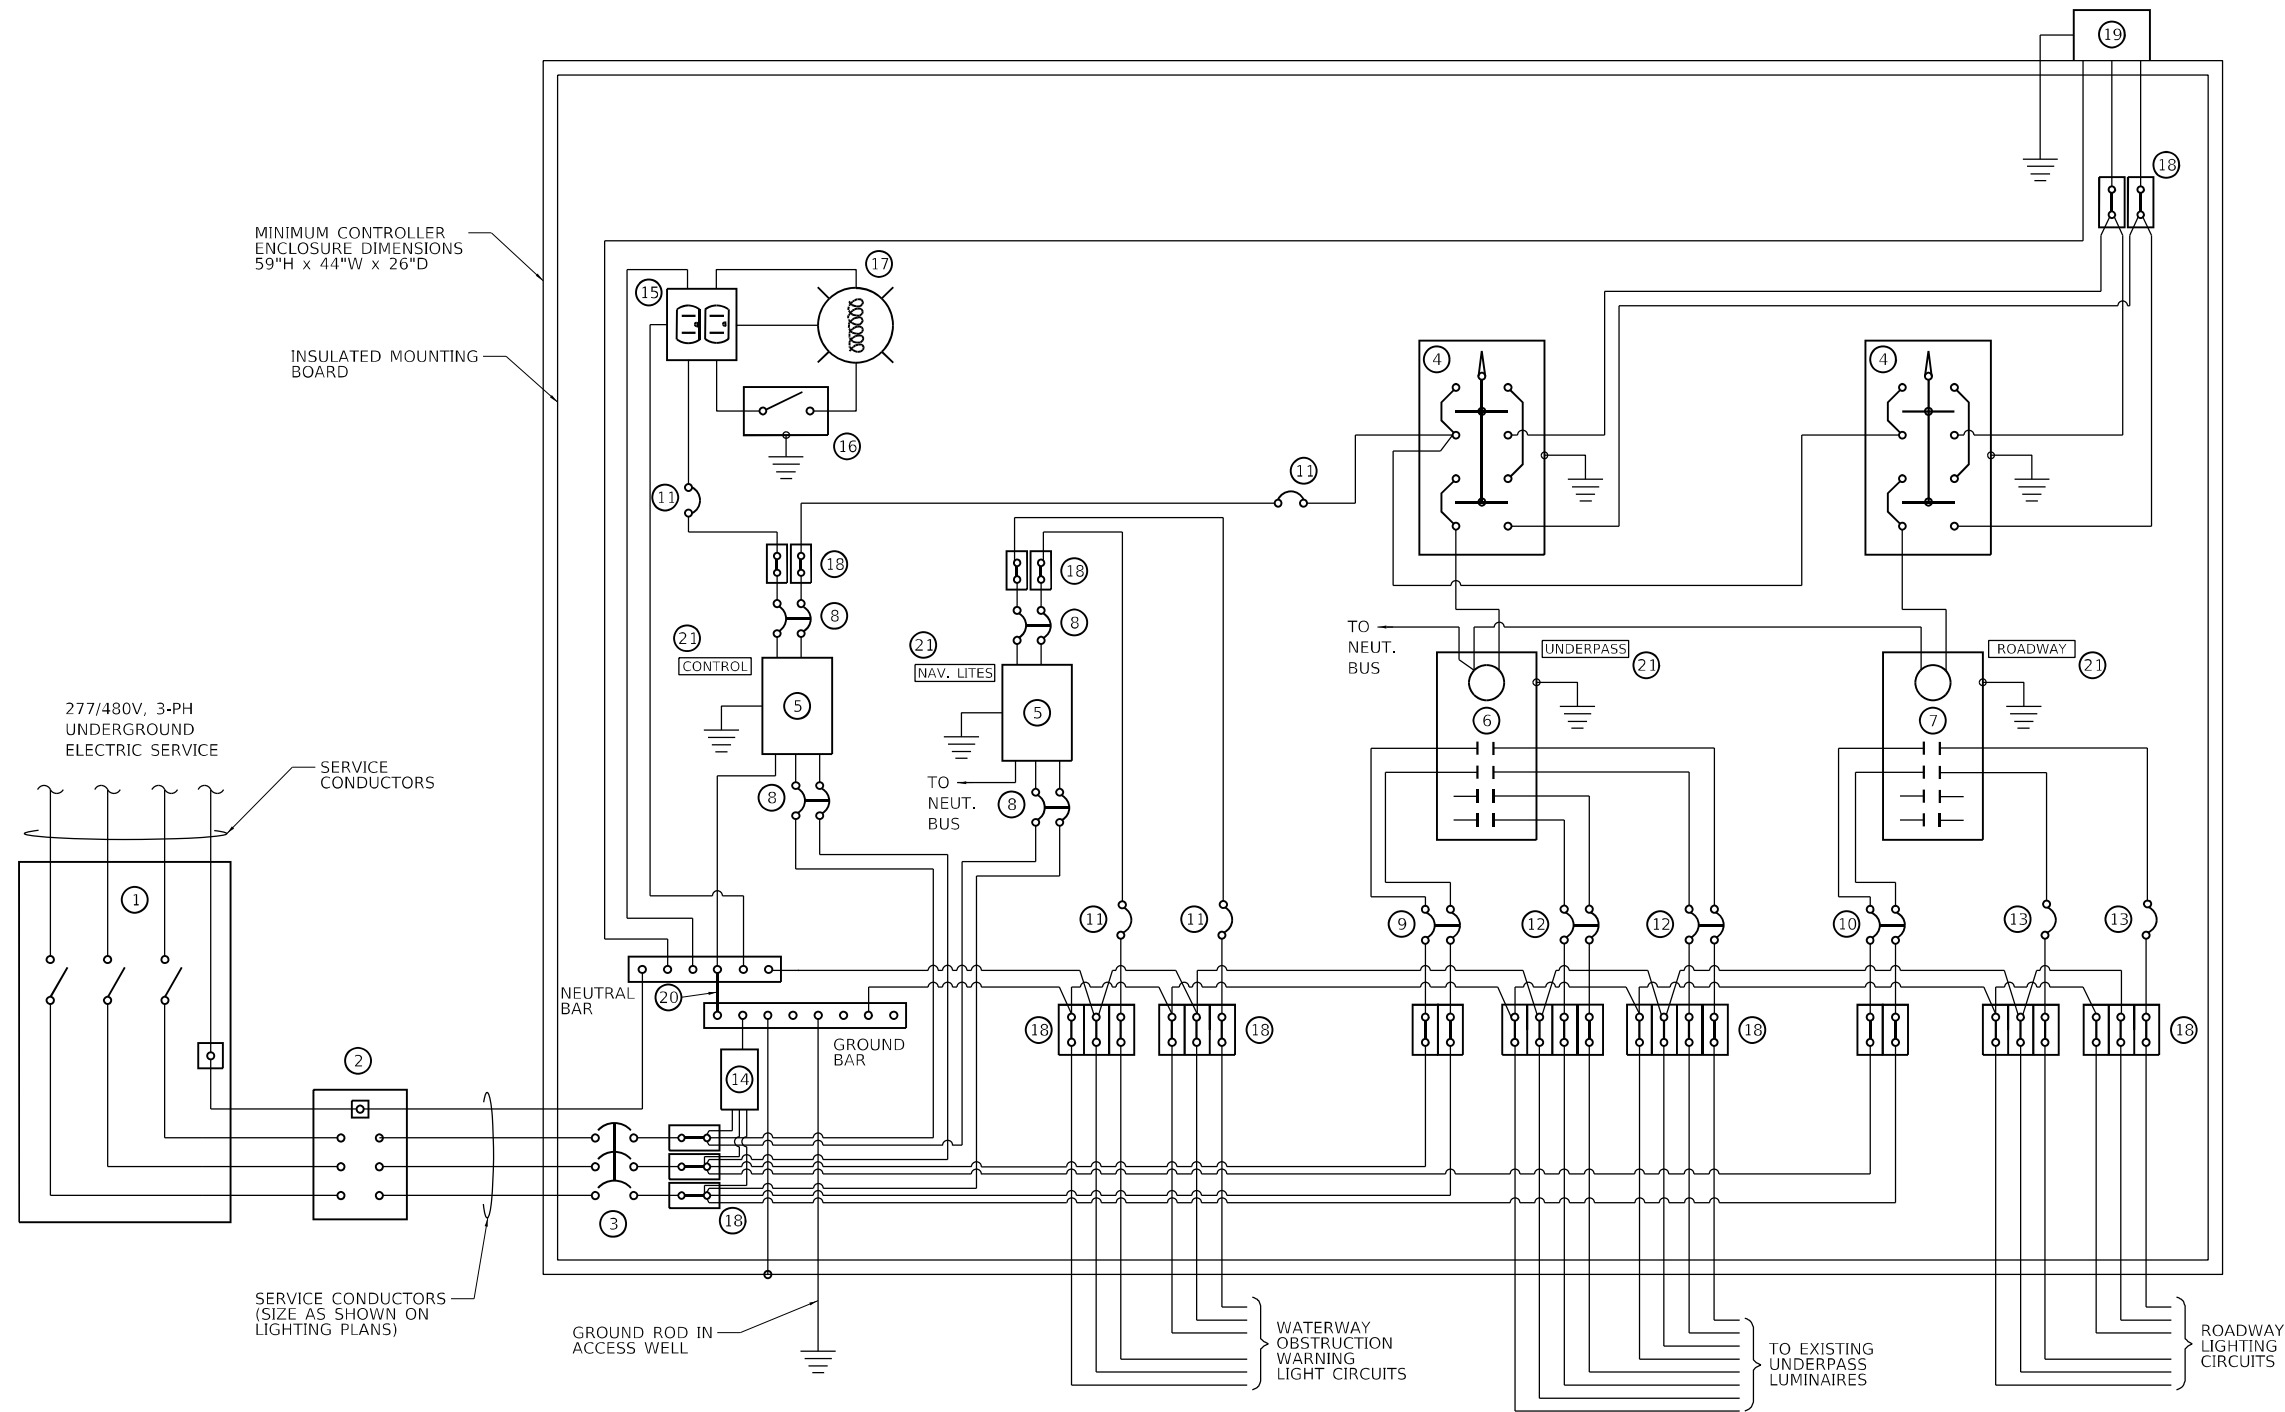 19
18
MINIMUM CONTROLLER
ENCLOSURE DIMENSIONS
59"H x 44"W x 26"D
17
15
INSULATED MOUNTING
BOARD
4
4
16
11
11
18
18
8
8
21
CONTROL
21
NAV. LITES
TO
NEUT.
BUS
UNDERPASS
21
ROADWAY
21
5
5
6
7
277/480V, 3-PH
UNDERGROUND
ELECTRIC SERVICE
SERVICE
CONDUCTORS
TO
NEUT.
BUS
8
8
1
11
11
9
12
12
10
13
13
NEUTRAL
BAR
20
GROUND
BAR
18
18
18
18
2
14
3
18
SERVICE CONDUCTORS
(SIZE AS SHOWN ON
LIGHTING PLANS)
GROUND ROD IN
ACCESS WELL
WATERWAY
OBSTRUCTION
WARNING
LIGHT CIRCUITS
TO EXISTING
UNDERPASS
LUMINAIRES
ROADWAY
LIGHTING
CIRCUITS